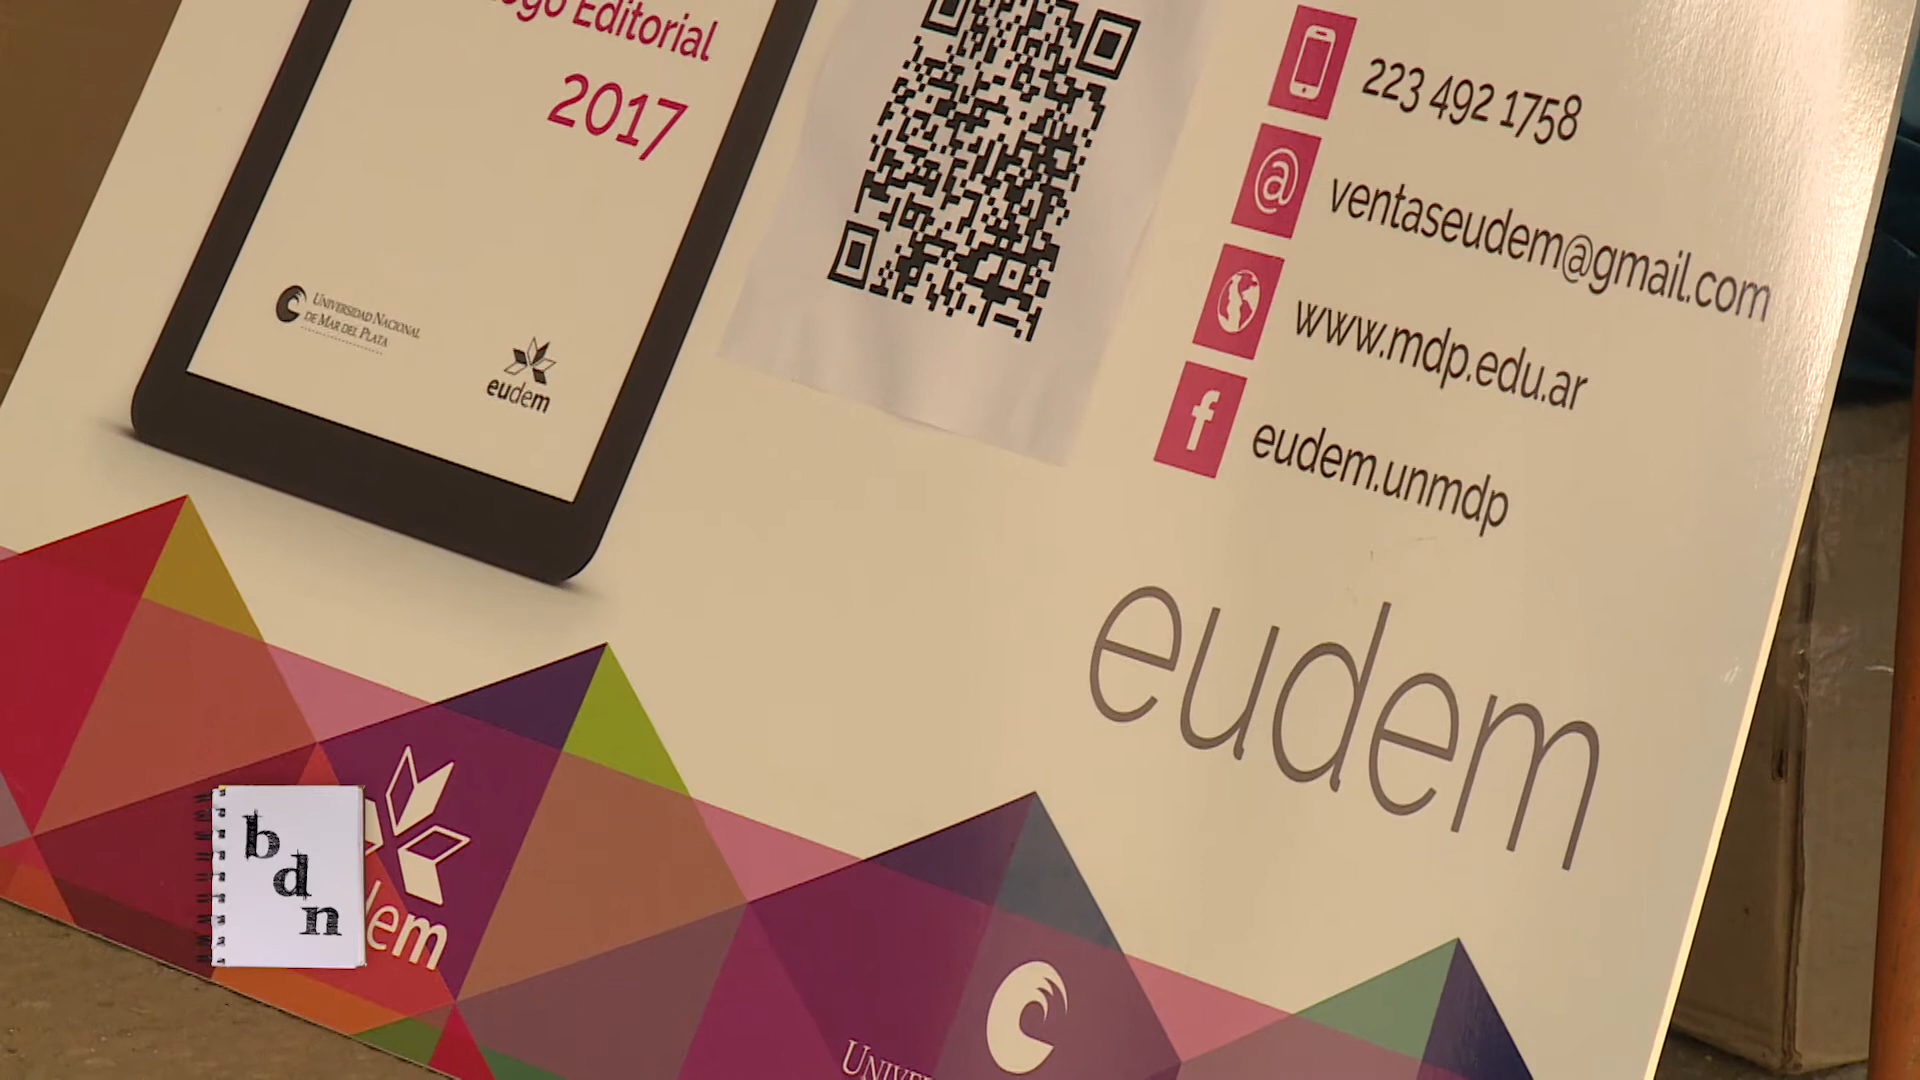 Editorial
2017
UNIVERSIDAD NACIONAL
DE MAR DEL PLATA
eudem
223 492 1758
ventaseudem@gmail.com
www.mdp.edu.ar
eudem.unmdp
eudem
b
d
n
dem